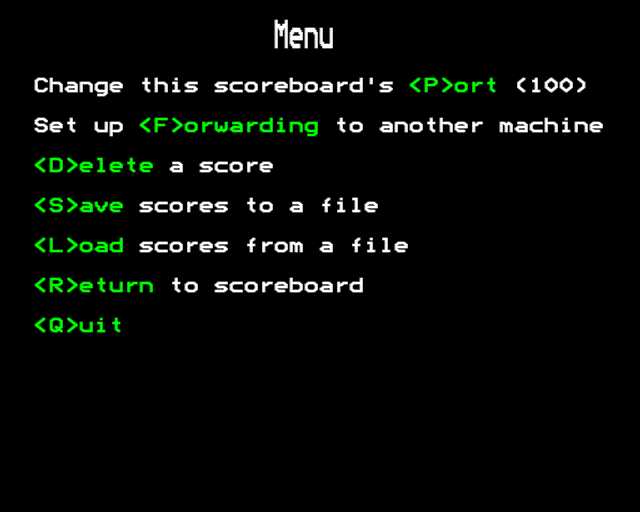 Menu
Change this scoreboard's <P>ort (100)
Set up <F>orwarding to another machine
<D>elete a score
<S>ave scores to a file
<L>oad scores from a file
<R>eturn to scoreboard
<Q>uit